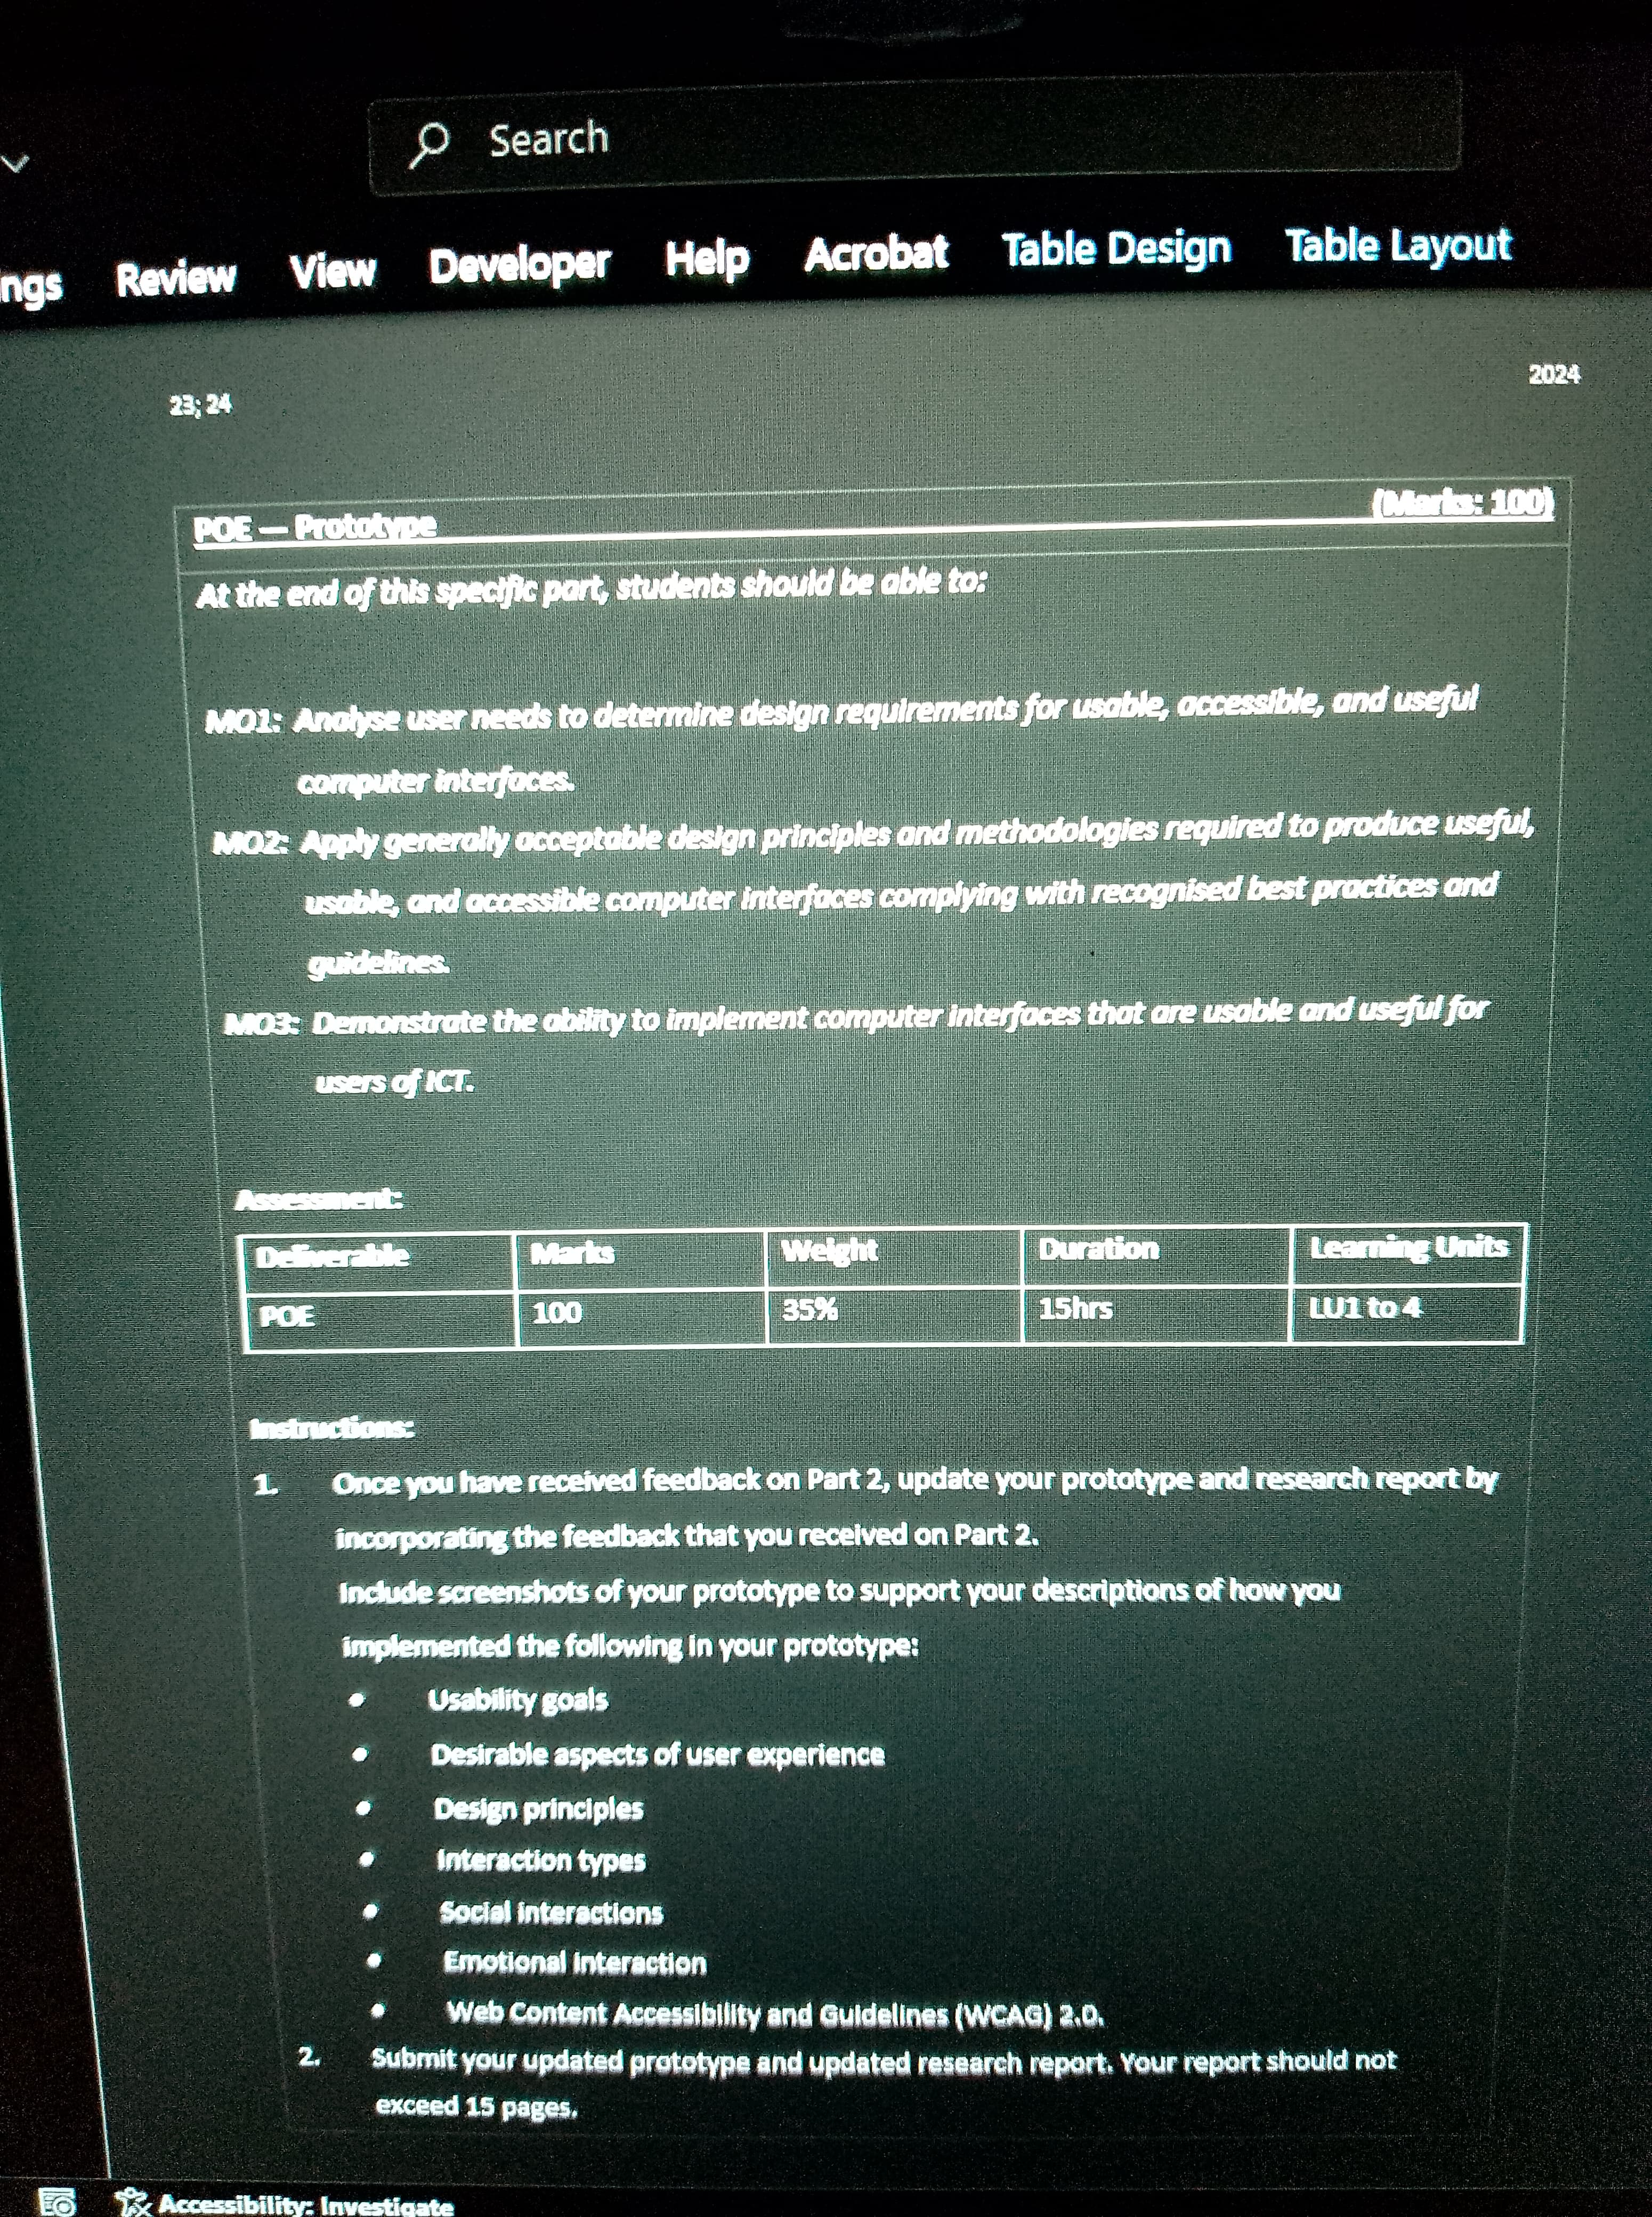 Search
ngs Review View Developer Help Acrobat Table Design Table Layout
23; 24 2024
POE — Prototype (Marks: 100)
At the end of this specific part, students should be able to:
MO1: Analyse user needs to determine design requirements for usable, accessible, and useful
computer interfaces.
MO2: Apply generally acceptable design principles and methodologies required to produce useful,
usable, and accessible computer interfaces complying with recognised best practices and
guidelines.
MO3: Demonstrate the ability to implement computer interfaces that are usable and useful for
users of ICT.
Assessment:
Deliverable Marks Weight Duration Learning Units
POE 100 35% 15hrs LU1 to 4
Instructions:
1. Once you have received feedback on Part 2, update your prototype and research report by
incorporating the feedback that you received on Part 2.
Include screenshots of your prototype to support your descriptions of how you
implemented the following in your prototype:
• Usability goals
• Desirable aspects of user experience
• Design principles
• Interaction types
• Social interactions
• Emotional interaction
• Web Content Accessibility and Guidelines (WCAG) 2.0.
2. Submit your updated prototype and updated research report. Your report should not
exceed 15 pages.
Accessibility: Investigate